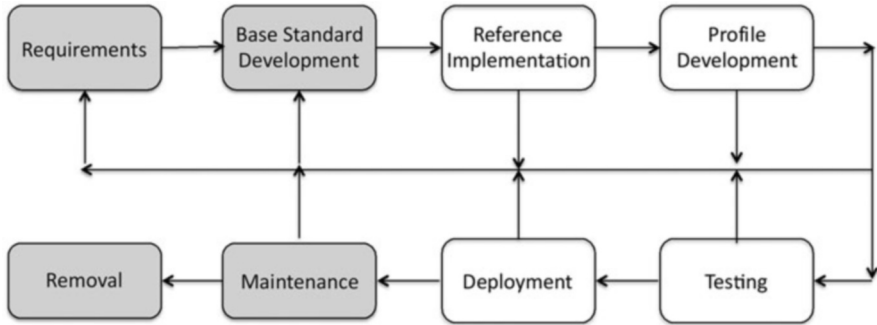 Requirements
Base Standard
Development
Reference
Implementation
Profile
Development
Removal
Maintenance
Deployment
Testing